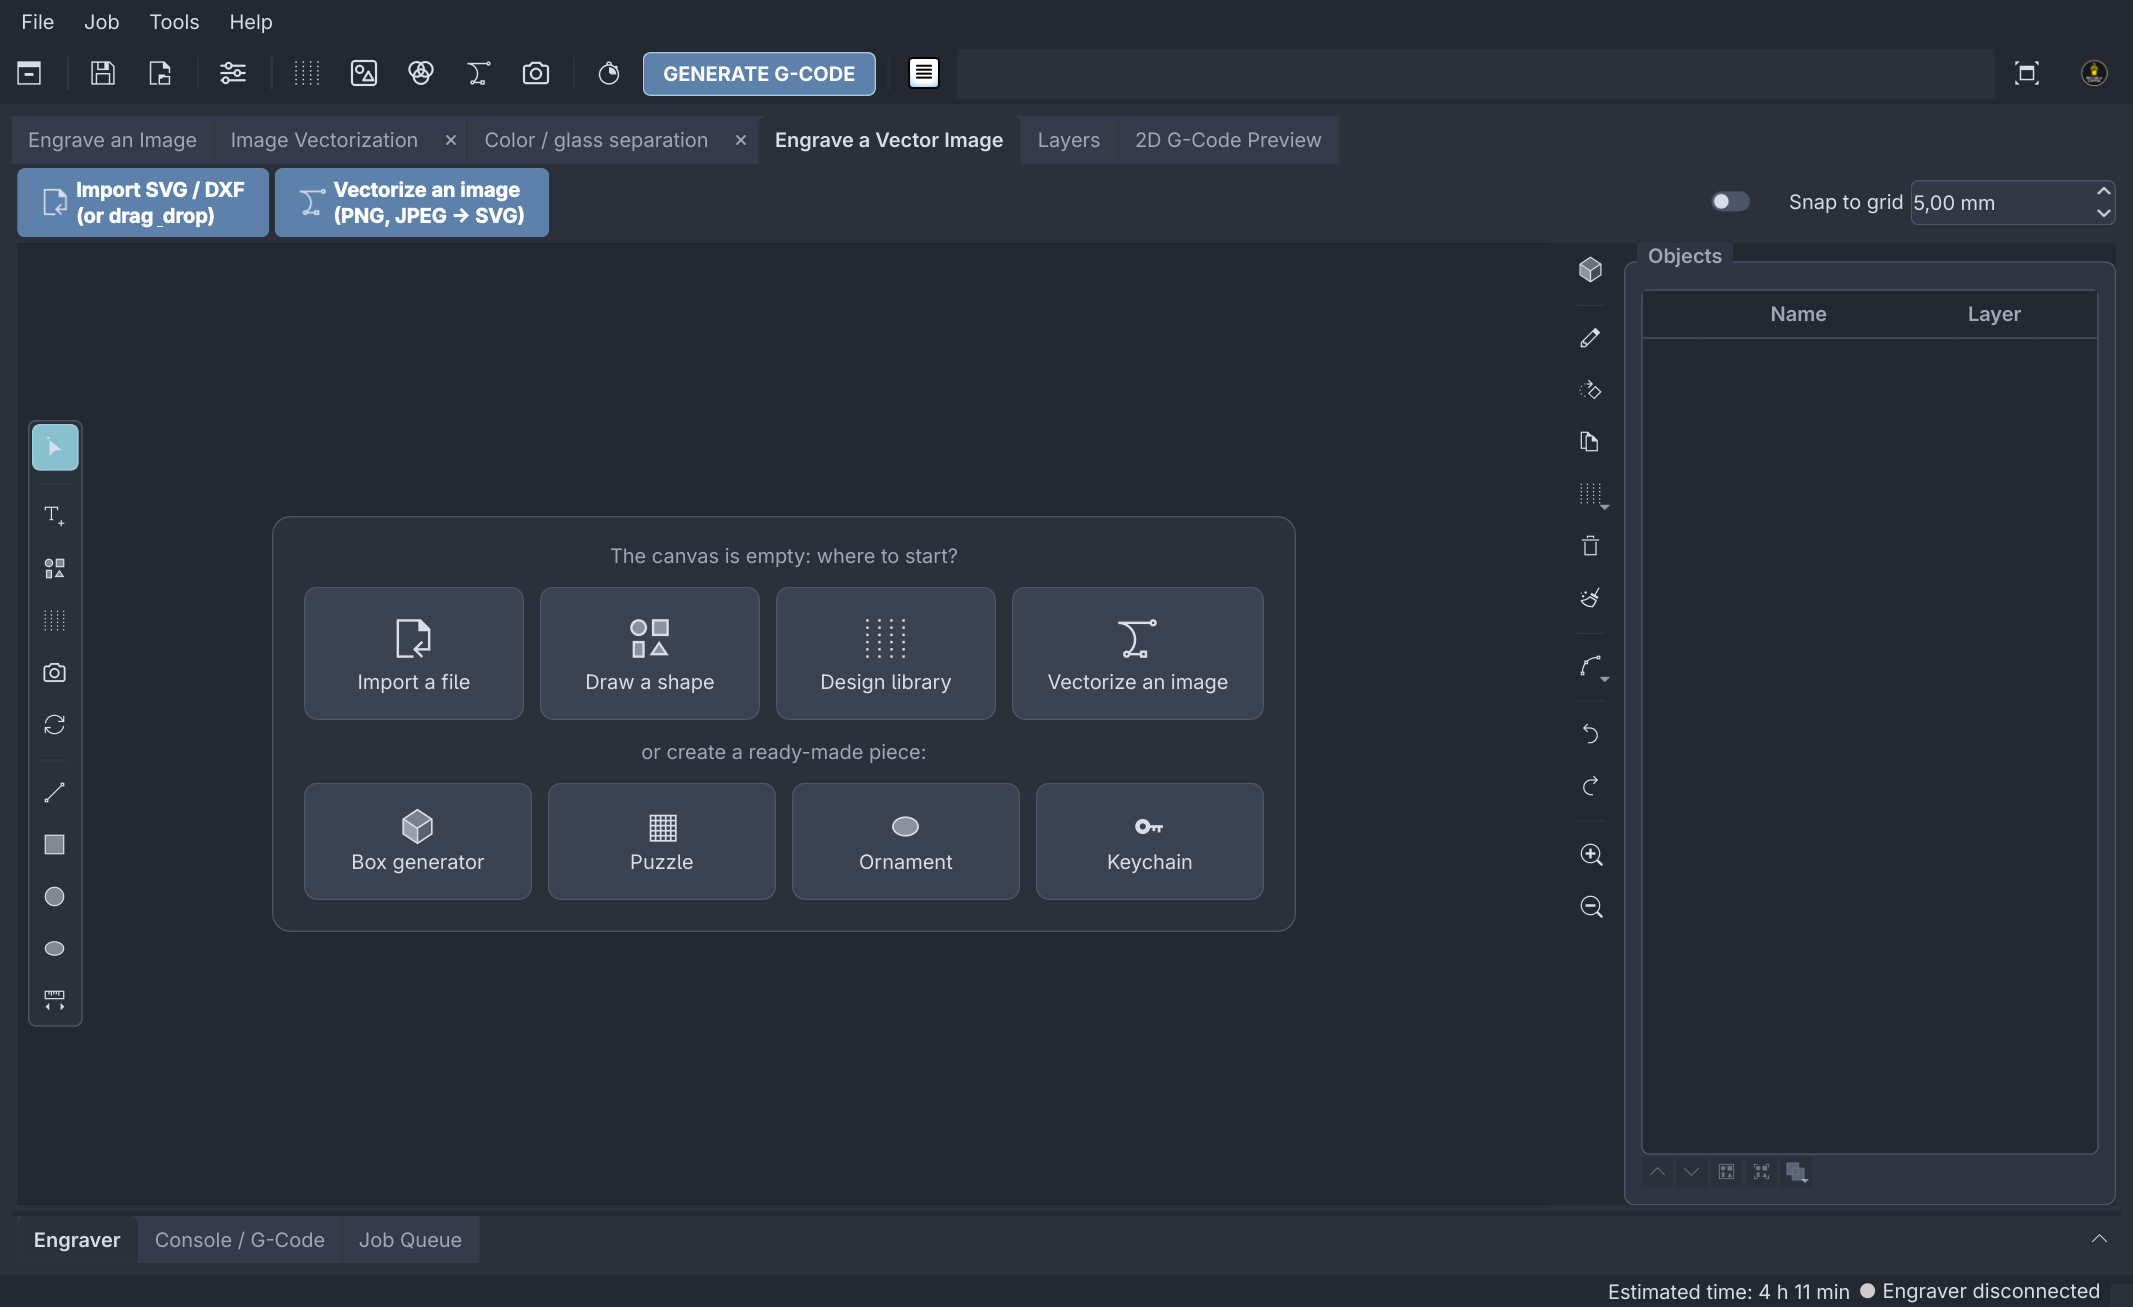 File Job Tools Help
GENERATE G-CODE
Engrave an Image Image Vectorization Color / glass separation Engrave a Vector Image Layers 2D G-Code Preview
Import SVG / DXF
(or drag_drop)
Vectorize an image
(PNG, JPEG → SVG)
Snap to grid 5,00 mm
Objects
Name Layer
The canvas is empty: where to start?
Import a file Draw a shape Design library Vectorize an image
or create a ready-made piece:
Box generator Puzzle Ornament Keychain
Engraver Console / G-Code Job Queue
Estimated time: 4 h 11 min Engraver disconnected